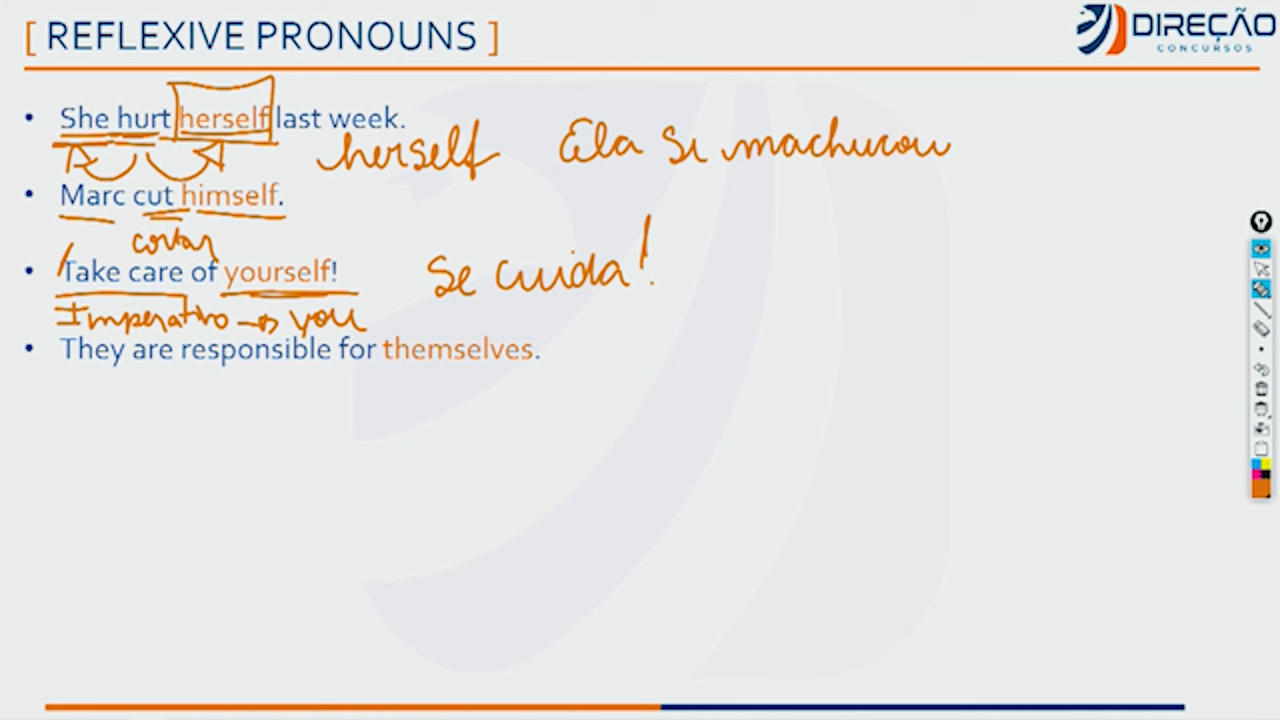 [ REFLEXIVE PRONOUNS ]
DIREÇÃO
CONCURSOS
• She hurt herself last week.
herself Ela se machucou
• Marc cut himself.
cortar
• Take care of yourself!
Se cuida!
Imperativo → you
• They are responsible for themselves.